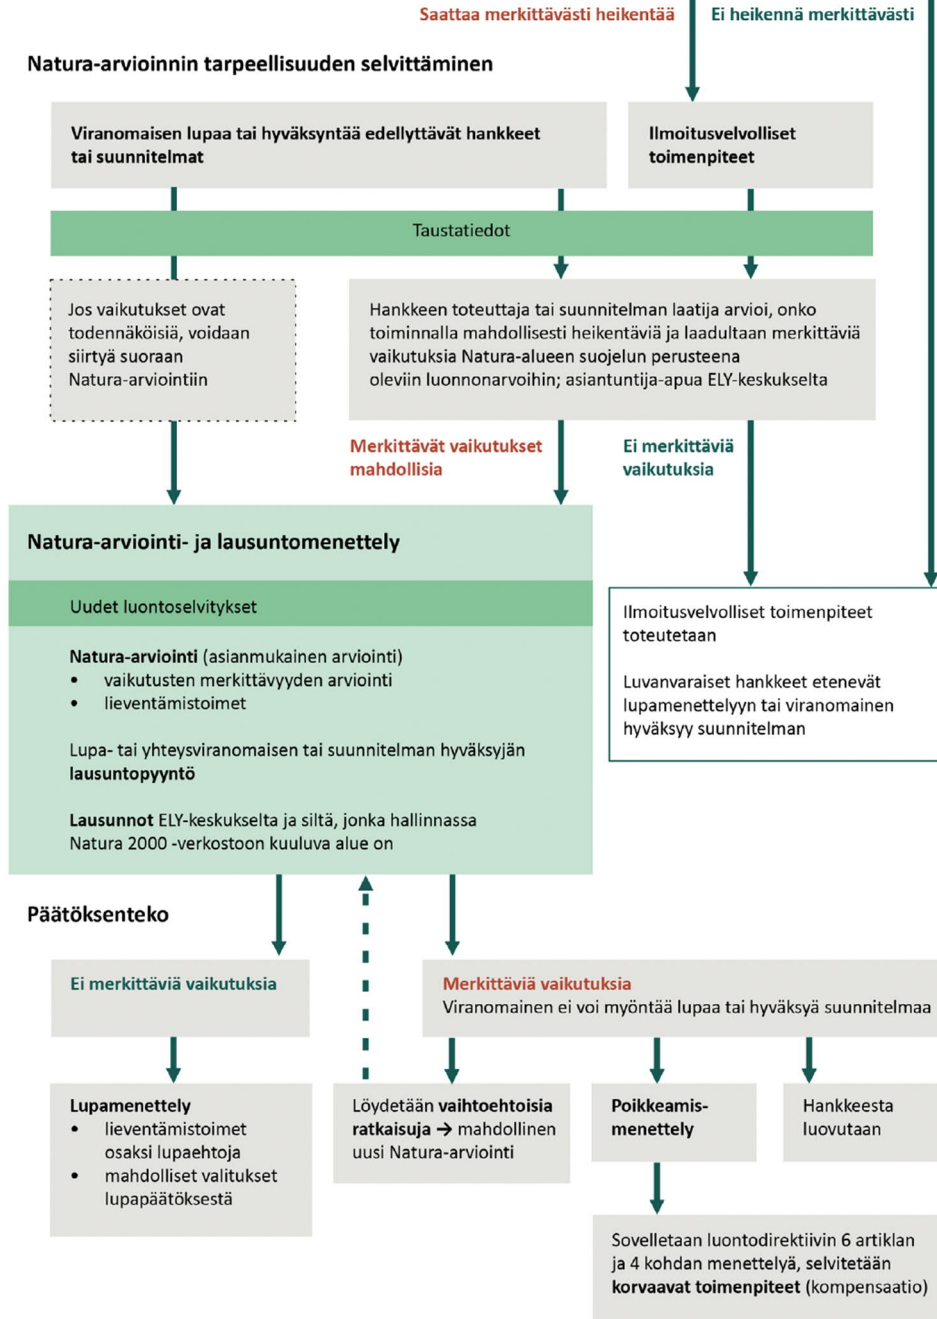 Saattaa merkittävästi heikentää
Ei heikennä merkittävästi
Natura-arvioinnin tarpeellisuuden selvittäminen
Viranomaisen lupaa tai hyväksyntää edellyttävät hankkeet
tai suunnitelmat
Ilmoitusvelvolliset
toimenpiteet
Taustatiedot
Jos vaikutukset ovat
todennäköisiä, voidaan
siirtyä suoraan
Natura-arviointiin
Hankkeen toteuttaja tai suunnitelman laatija arvioi, onko
toiminnalla mahdollisesti heikentäviä ja laadultaan merkittäviä
vaikutuksia Natura-alueen suojelun perusteena
oleviin luonnonarvoihin; asiantuntija-apua ELY-keskukselta
Merkittävät vaikutukset
mahdollisia
Ei merkittäviä
vaikutuksia
Natura-arviointi- ja lausuntomenettely
Uudet luontoselvitykset
Natura-arviointi (asianmukainen arviointi)
• vaikutusten merkittävyyden arviointi
• lieventämistoimet
Lupa- tai yhteysviranomaisen tai suunnitelman hyväksyjän
lausuntopyyntö
Lausunnot ELY-keskukselta ja siltä, jonka hallinnassa
Natura 2000 -verkostoon kuuluva alue on
Ilmoitusvelvolliset toimenpiteet
toteutetaan
Luvanvaraiset hankkeet etenevät
lupamenettelyyn tai viranomainen
hyväksyy suunnitelman
Päätöksenteko
Ei merkittäviä vaikutuksia
Merkittäviä vaikutuksia
Viranomainen ei voi myöntää lupaa tai hyväksyä suunnitelmaa
Lupamenettely
• lieventämistoimet
osaksi lupaehtoja
• mahdolliset valitukset
lupapäätöksestä
Löydetään vaihtoehtoisia
ratkaisuja → mahdollinen
uusi Natura-arviointi
Poikkeamis-
menettely
Hankkeesta
luovutaan
Sovelletaan luontodirektiivin 6 artiklan
ja 4 kohdan menettelyä, selvitetään
korvaavat toimenpiteet (kompensaatio)